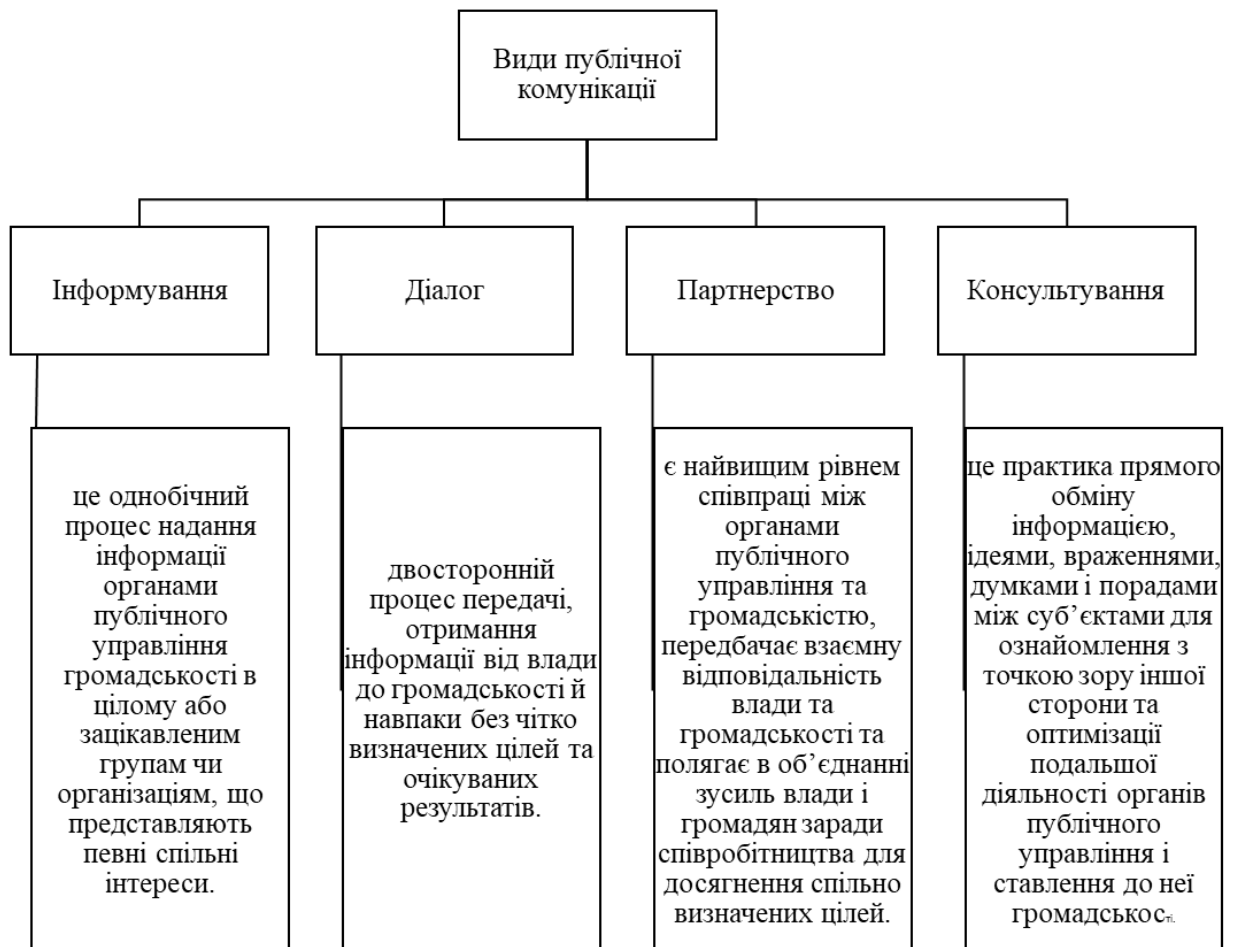 Види публічної
комунікації
Інформування
Діалог
Партнерство
Консультування
це однобічний
процес надання
інформації
органами
публічного
управління
громадськості в
цілому або
зацікавленим
групам чи
організаціям, що
представляють
певні спільні
інтереси.
двосторонній
процес передачі,
отримання
інформації від влади
до громадськості й
навпаки без чітко
визначених цілей та
очікуваних
результатів.
є найвищим рівнем
співпраці між
органами
публічного
управління та
громадськістю,
передбачає взаємну
відповідальність
влади та
громадськості та
полягає в об’єднанні
зусиль влади і
громадян заради
співробітництва для
досягнення спільно
визначених цілей.
це практика прямого
обміну
інформацією,
ідеями, враженнями,
думками і порадами
між суб’єктами для
ознайомлення з
точкою зору іншої
сторони та
оптимізації
подальшої
діяльності органів
публічного
управління і
ставлення до неї
громадськості.